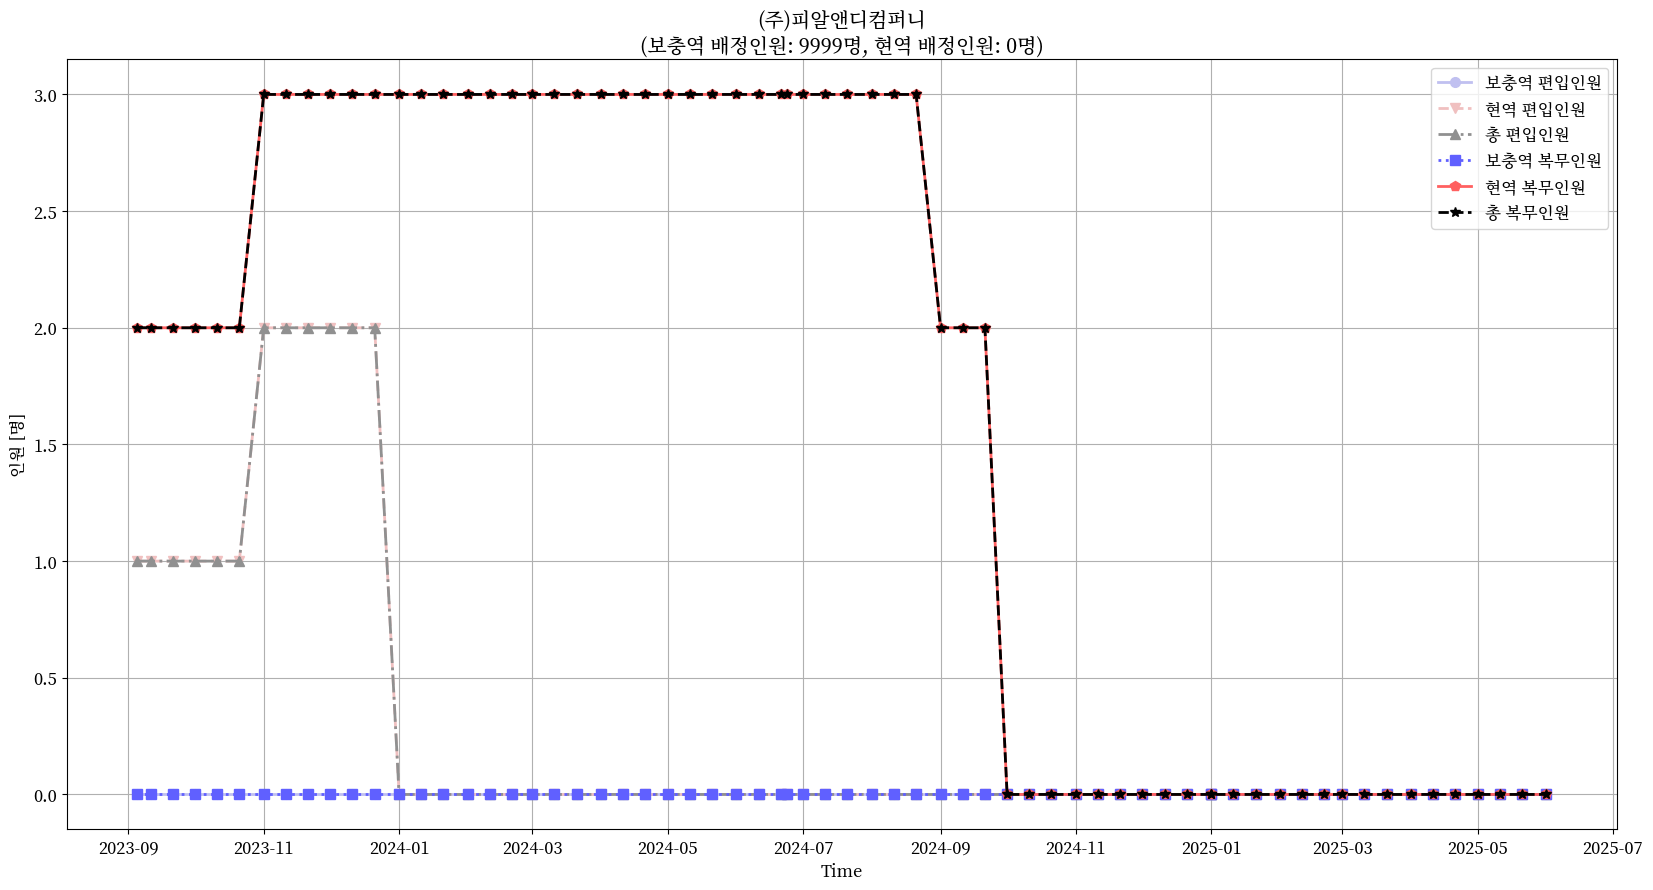 (주)피알앤디컴퍼니
(보충역 배정인원: 9999명, 현역 배정인원: 0명)
보충역 편입인원
현역 편입인원
총 편입인원
보충역 복무인원
현역 복무인원
총 복무인원
인원 [명]
3.0
2.5
2.0
1.5
1.0
0.5
0.0
2023-09 2023-11 2024-01 2024-03 2024-05 2024-07 2024-09 2024-11 2025-01 2025-03 2025-05 2025-07
Time